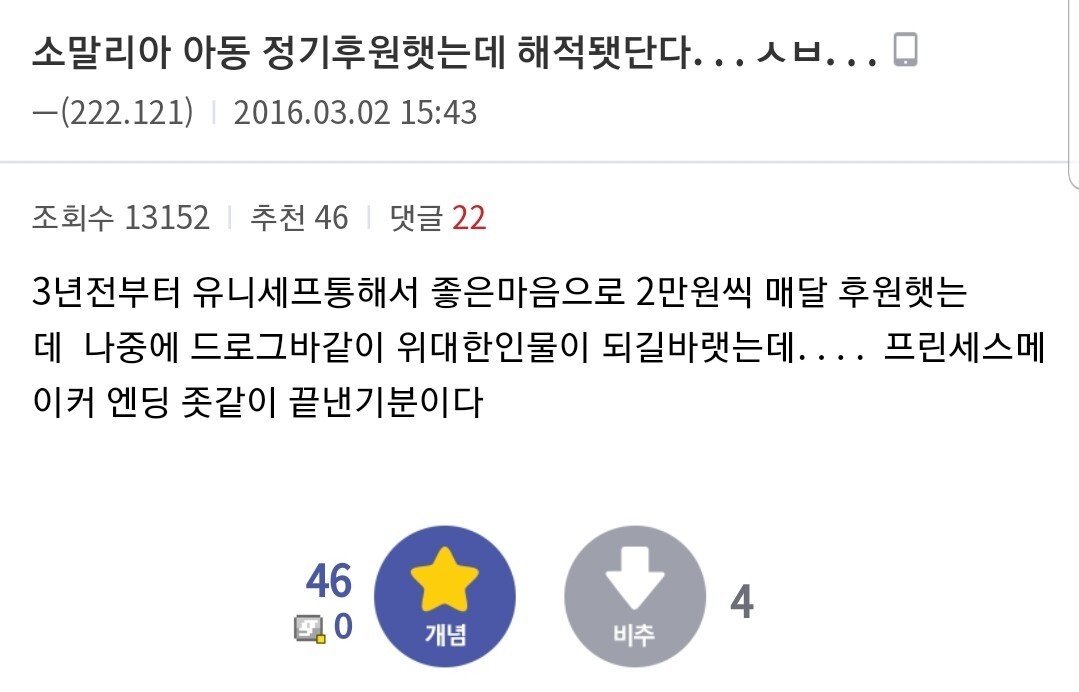 소말리아 아동 정기후원햇는데 해적됐단다. . . ㅅㅂ. . .
ㅡ(222.121) 2016.03.02 15:43
조회수 13152 추천 46 댓글 22
3년전부터 유니세프통해서 좋은마음으로 2만원씩 매달 후원햇는
데 나중에 드로그바같이 위대한인물이 되길바랫는데. . . . 프린세스메
이커 엔딩 좃같이 끝낸기분이다
46
0
개념
비추
4